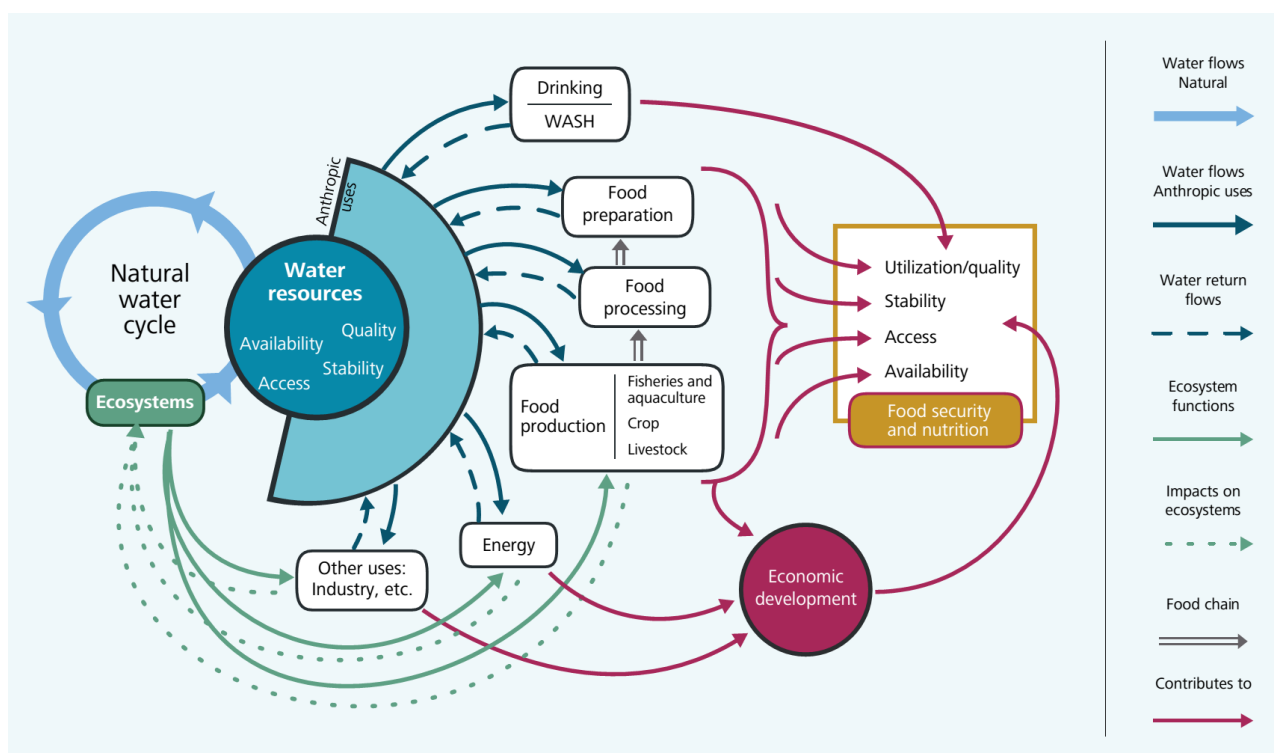 Drinking
WASH
Anthropic
uses
Food
preparation
Natural
water
cycle
Water
resources
Availability
Quality
Access
Stability
Ecosystems
Food
processing
Food
production
Fisheries and
aquaculture
Crop
Livestock
Energy
Other uses:
Industry, etc.
Utilization/quality
Stability
Access
Availability
Food security
and nutrition
Economic
development
Water flows
Natural
Water flows
Anthropic uses
Water return
flows
Ecosystem
functions
Impacts on
ecosystems
Food chain
Contributes to